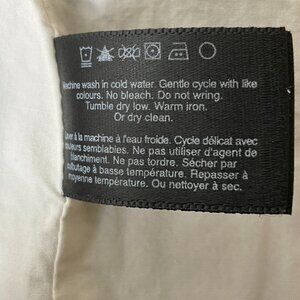 Machine wash in cold water. Gentle cycle with like
colours. No bleach. Do not wring.
Tumble dry low. Warm iron.
Or dry clean.
Laver à la machine à l'eau froide. Cycle délicat avec
couleurs semblables. Ne pas utiliser d'agent de
blanchiment. Ne pas tordre. Sécher par
culbutage à basse température. Repasser à
moyenne température. Ou nettoyer à sec.